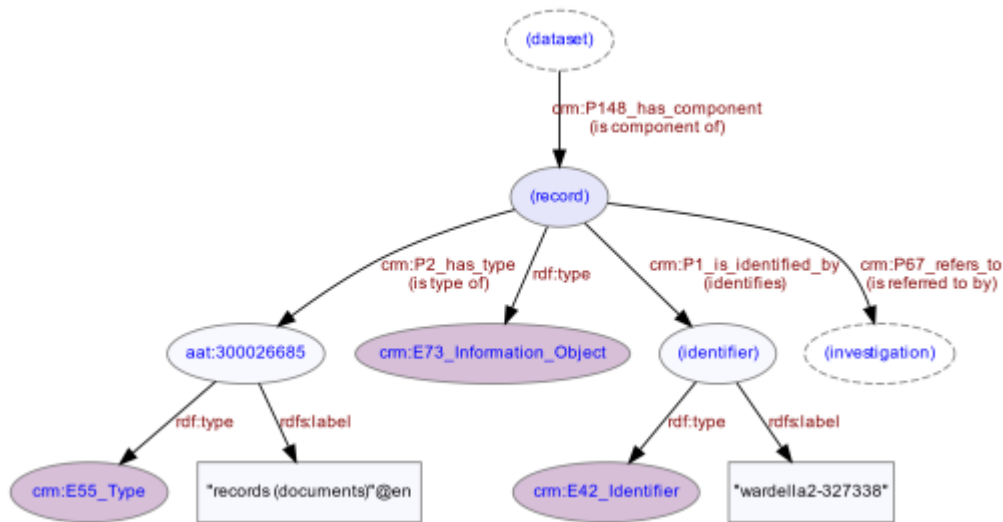 (dataset)
crm:P148_has_component
(is component of)
(record)
crm:P2_has_type
(is type of)
rdf:type
crm:P1_is_identified_by
(identifies)
crm:P67_refers_to
(is referred to by)
aat:300026685
crm:E73_Information_Object
(identifier)
(investigation)
rdf:type
rdfs:label
rdf:type
rdfs:label
crm:E55_Type
"records (documents)"@en
crm:E42_Identifier
"wardella2-327338"